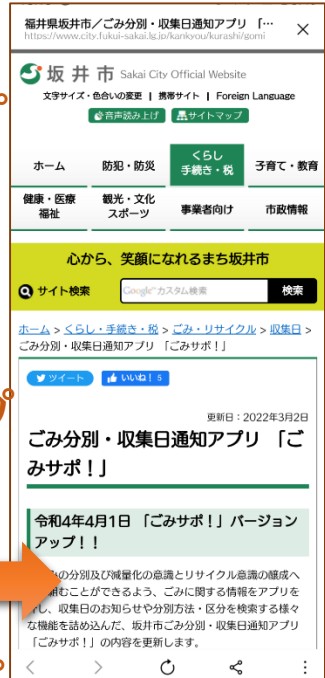 福井県坂井市／ごみ分別・収集日通知アプリ 「…
https://www.city.fukui-sakai.lg.jp/kankyou/kurashi/gomi
坂井市 Sakai City Official Website
文字サイズ・色合いの変更 | 携帯サイト | Foreign Language
音声読み上げ サイトマップ
ホーム 防犯・防災 くらし 手続き・税 子育て・教育
健康・医療 福祉 観光・文化 スポーツ 事業者向け 市政情報
心から、笑顔になれるまち坂井市
サイト検索 Google カスタム検索 検索
ホーム > くらし・手続き・税 > ごみ・リサイクル > 収集日 >
ごみ分別・収集日通知アプリ 「ごみサポ！」
ツイート いいね！ 5
更新日：2022年3月2日
ごみ分別・収集日通知アプリ 「ご
みサポ！」
令和4年4月1日 「ごみサポ！」バージョン
アップ！！
の分別及び減量化の意識とリサイクル意識の醸成へ
組むことができるよう、ごみに関する情報をアプリを
し、収集日のお知らせや分別方法・区分を検索する様々
な機能を詰め込んだ、坂井市ごみ分別・収集日通知アプリ
「ごみサポ！」の内容を更新します。